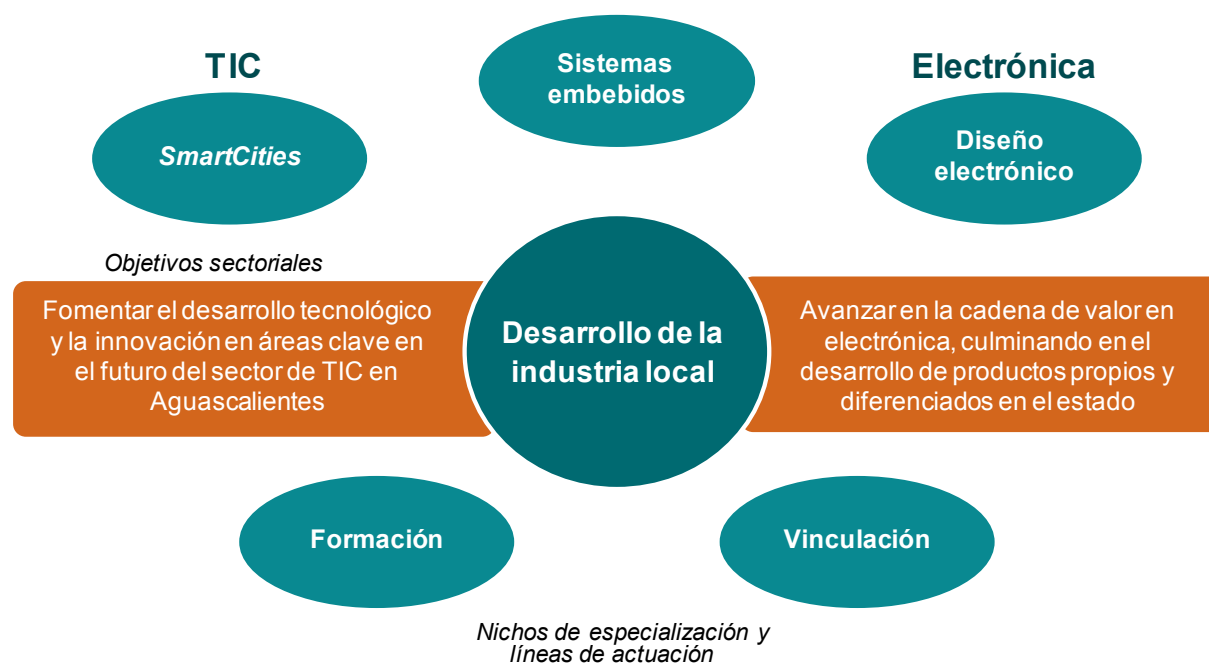 TIC
Sistemas
embebidos
Electrónica
SmartCities
Diseño
electrónico
Objetivos sectoriales
Fomentar el desarrollo tecnológico
y la innovación en áreas clave en
el futuro del sector de TIC en
Aguascalientes
Desarrollo de la
industria local
Avanzar en la cadena de valor en
electrónica, culminando en el
desarrollo de productos propios y
diferenciados en el estado
Formación
Vinculación
Nichos de especialización y
líneas de actuación